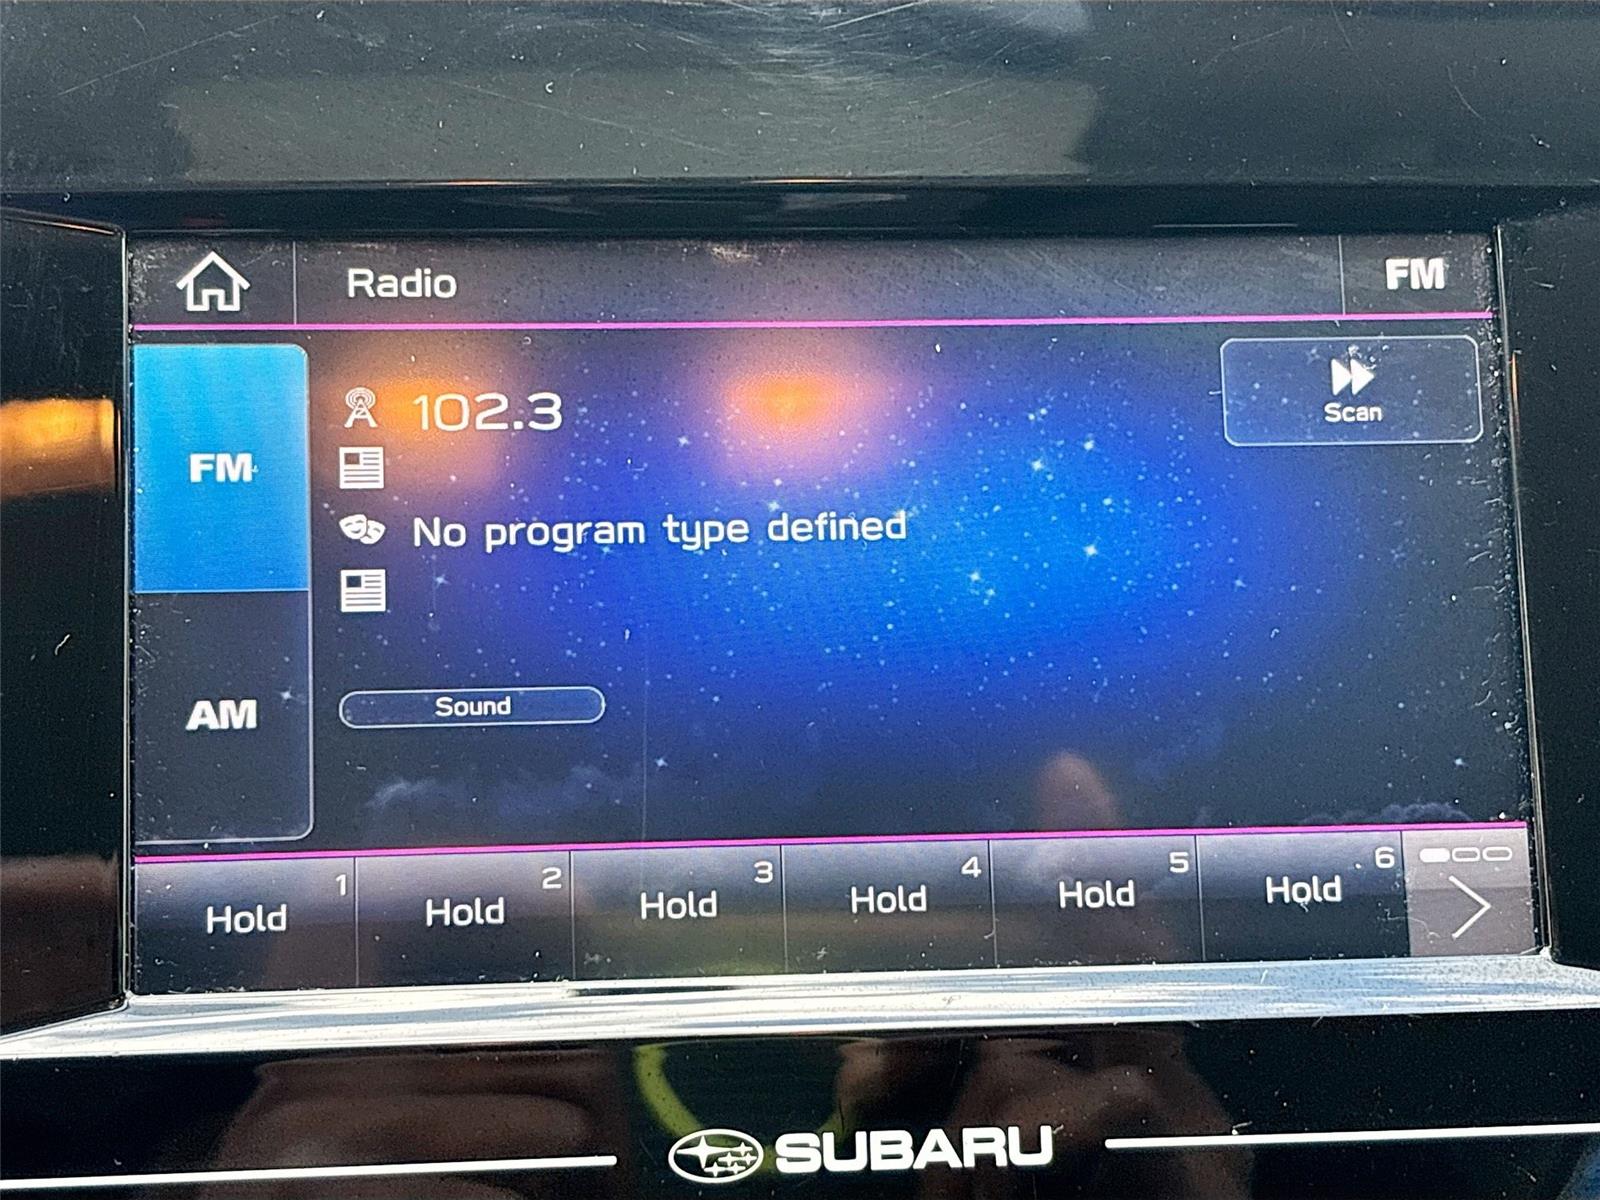 Radio
FM
102.3
Scan
FM
No program type defined
Sound
AM
1
Hold
2
Hold
3
Hold
4
Hold
5
Hold
6
Hold
SUBARU